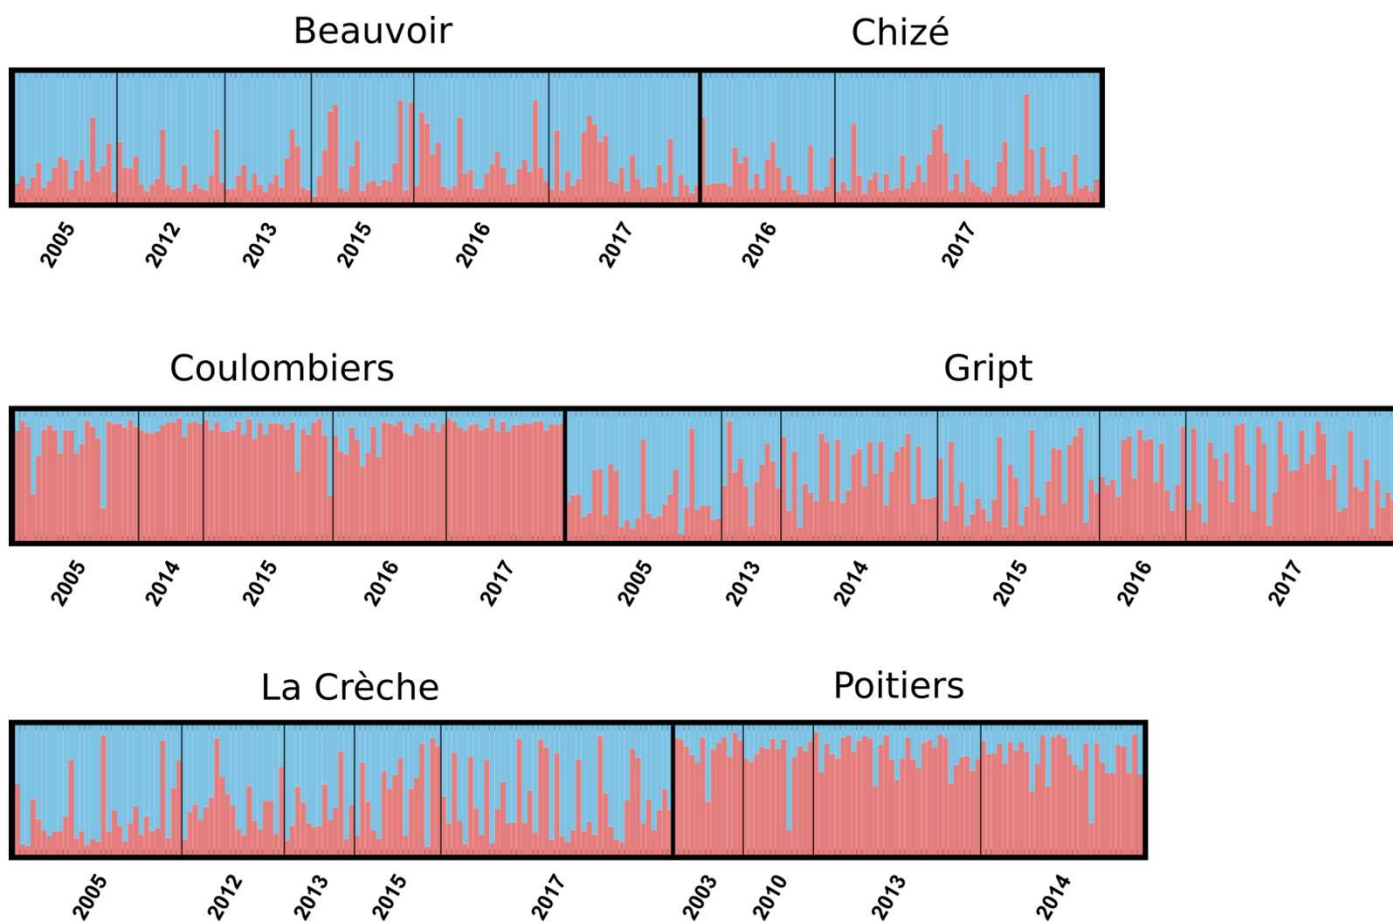 Beauvoir Chizé
2005 2012 2013 2015 2016 2017 2016 2017
Coulombiers Gript
2005 2014 2015 2016 2017 2005 2013 2014 2015 2016 2017
La Crèche Poitiers
2005 2012 2013 2015 2017 2003 2010 2013 2014